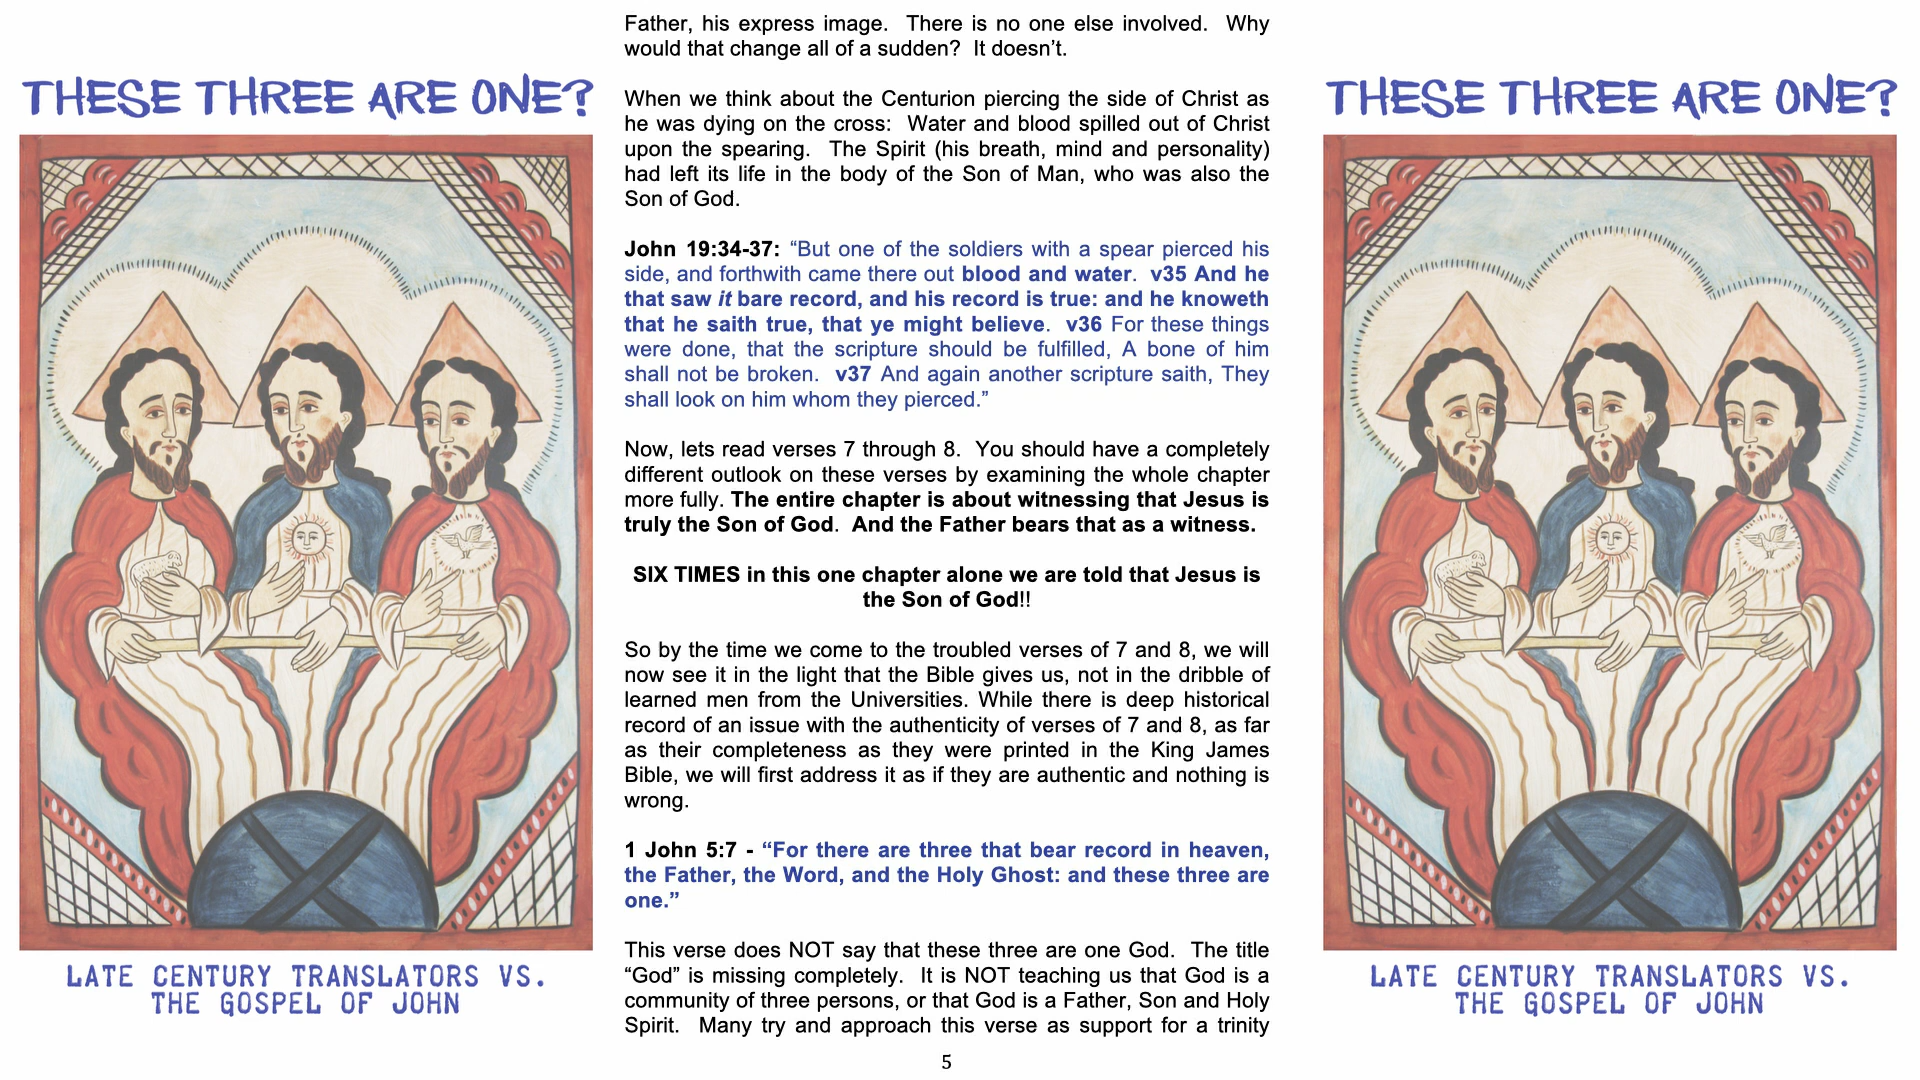 THESE THREE ARE ONE?
LATE CENTURY TRANSLATORS VS.
THE GOSPEL OF JOHN
Father, his express image.  There is no one else involved.  Why
would that change all of a sudden?  It doesn’t.
When we think about the Centurion piercing the side of Christ as
he was dying on the cross:  Water and blood spilled out of Christ
upon the spearing.  The Spirit (his breath, mind and personality)
had left its life in the body of the Son of Man, who was also the
Son of God.
John 19:34-37: “But one of the soldiers with a spear pierced his
side, and forthwith came there out blood and water.  v35 And he
that saw it bare record, and his record is true: and he knoweth
that he saith true, that ye might believe.  v36 For these things
were done, that the scripture should be fulfilled, A bone of him
shall not be broken.  v37 And again another scripture saith, They
shall look on him whom they pierced.”
Now, lets read verses 7 through 8.  You should have a completely
different outlook on these verses by examining the whole chapter
more fully. The entire chapter is about witnessing that Jesus is
truly the Son of God.  And the Father bears that as a witness.
SIX TIMES in this one chapter alone we are told that Jesus is
the Son of God!!
So by the time we come to the troubled verses of 7 and 8, we will
now see it in the light that the Bible gives us, not in the dribble of
learned men from the Universities. While there is deep historical
record of an issue with the authenticity of verses of 7 and 8, as far
as their completeness as they were printed in the King James
Bible, we will first address it as if they are authentic and nothing is
wrong.
1 John 5:7 - “For there are three that bear record in heaven,
the Father, the Word, and the Holy Ghost: and these three are
one.”
This verse does NOT say that these three are one God.  The title
“God” is missing completely.  It is NOT teaching us that God is a
community of three persons, or that God is a Father, Son and Holy
Spirit.  Many try and approach this verse as support for a trinity
5
THESE THREE ARE ONE?
LATE CENTURY TRANSLATORS VS.
THE GOSPEL OF JOHN